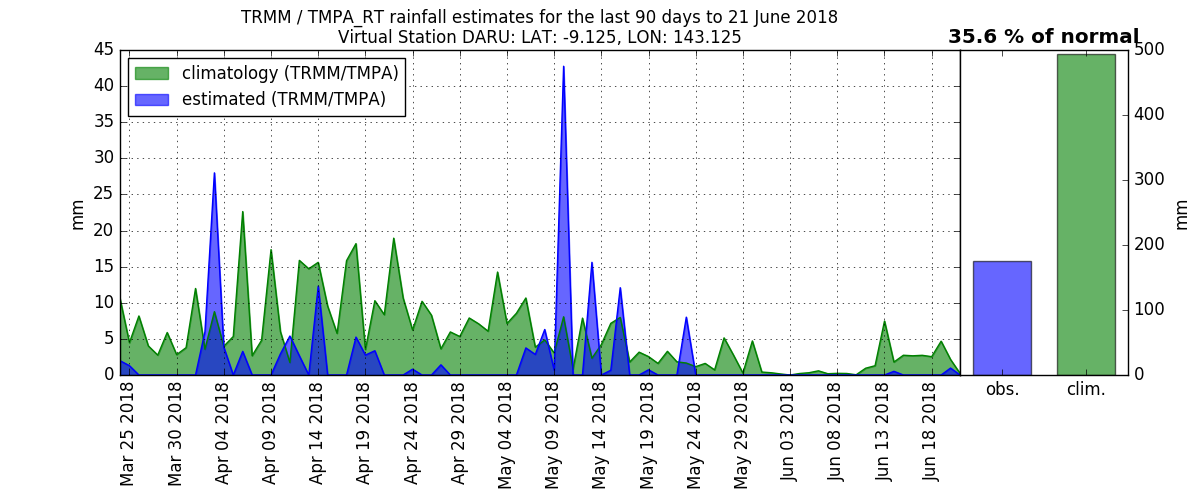 TRMM / TMPA_RT rainfall estimates for the last 90 days to 21 June 2018
Virtual Station DARU: LAT: -9.125, LON: 143.125
35.6 % of normal
climatology (TRMM/TMPA)
estimated (TRMM/TMPA)
mm
45
40
35
30
25
20
15
10
5
0
Mar 25 2018
Mar 30 2018
Apr 04 2018
Apr 09 2018
Apr 14 2018
Apr 19 2018
Apr 24 2018
Apr 29 2018
May 04 2018
May 09 2018
May 14 2018
May 19 2018
May 24 2018
May 29 2018
Jun 03 2018
Jun 08 2018
Jun 13 2018
Jun 18 2018
obs.
clim.
500
400
300
200
100
0
mm